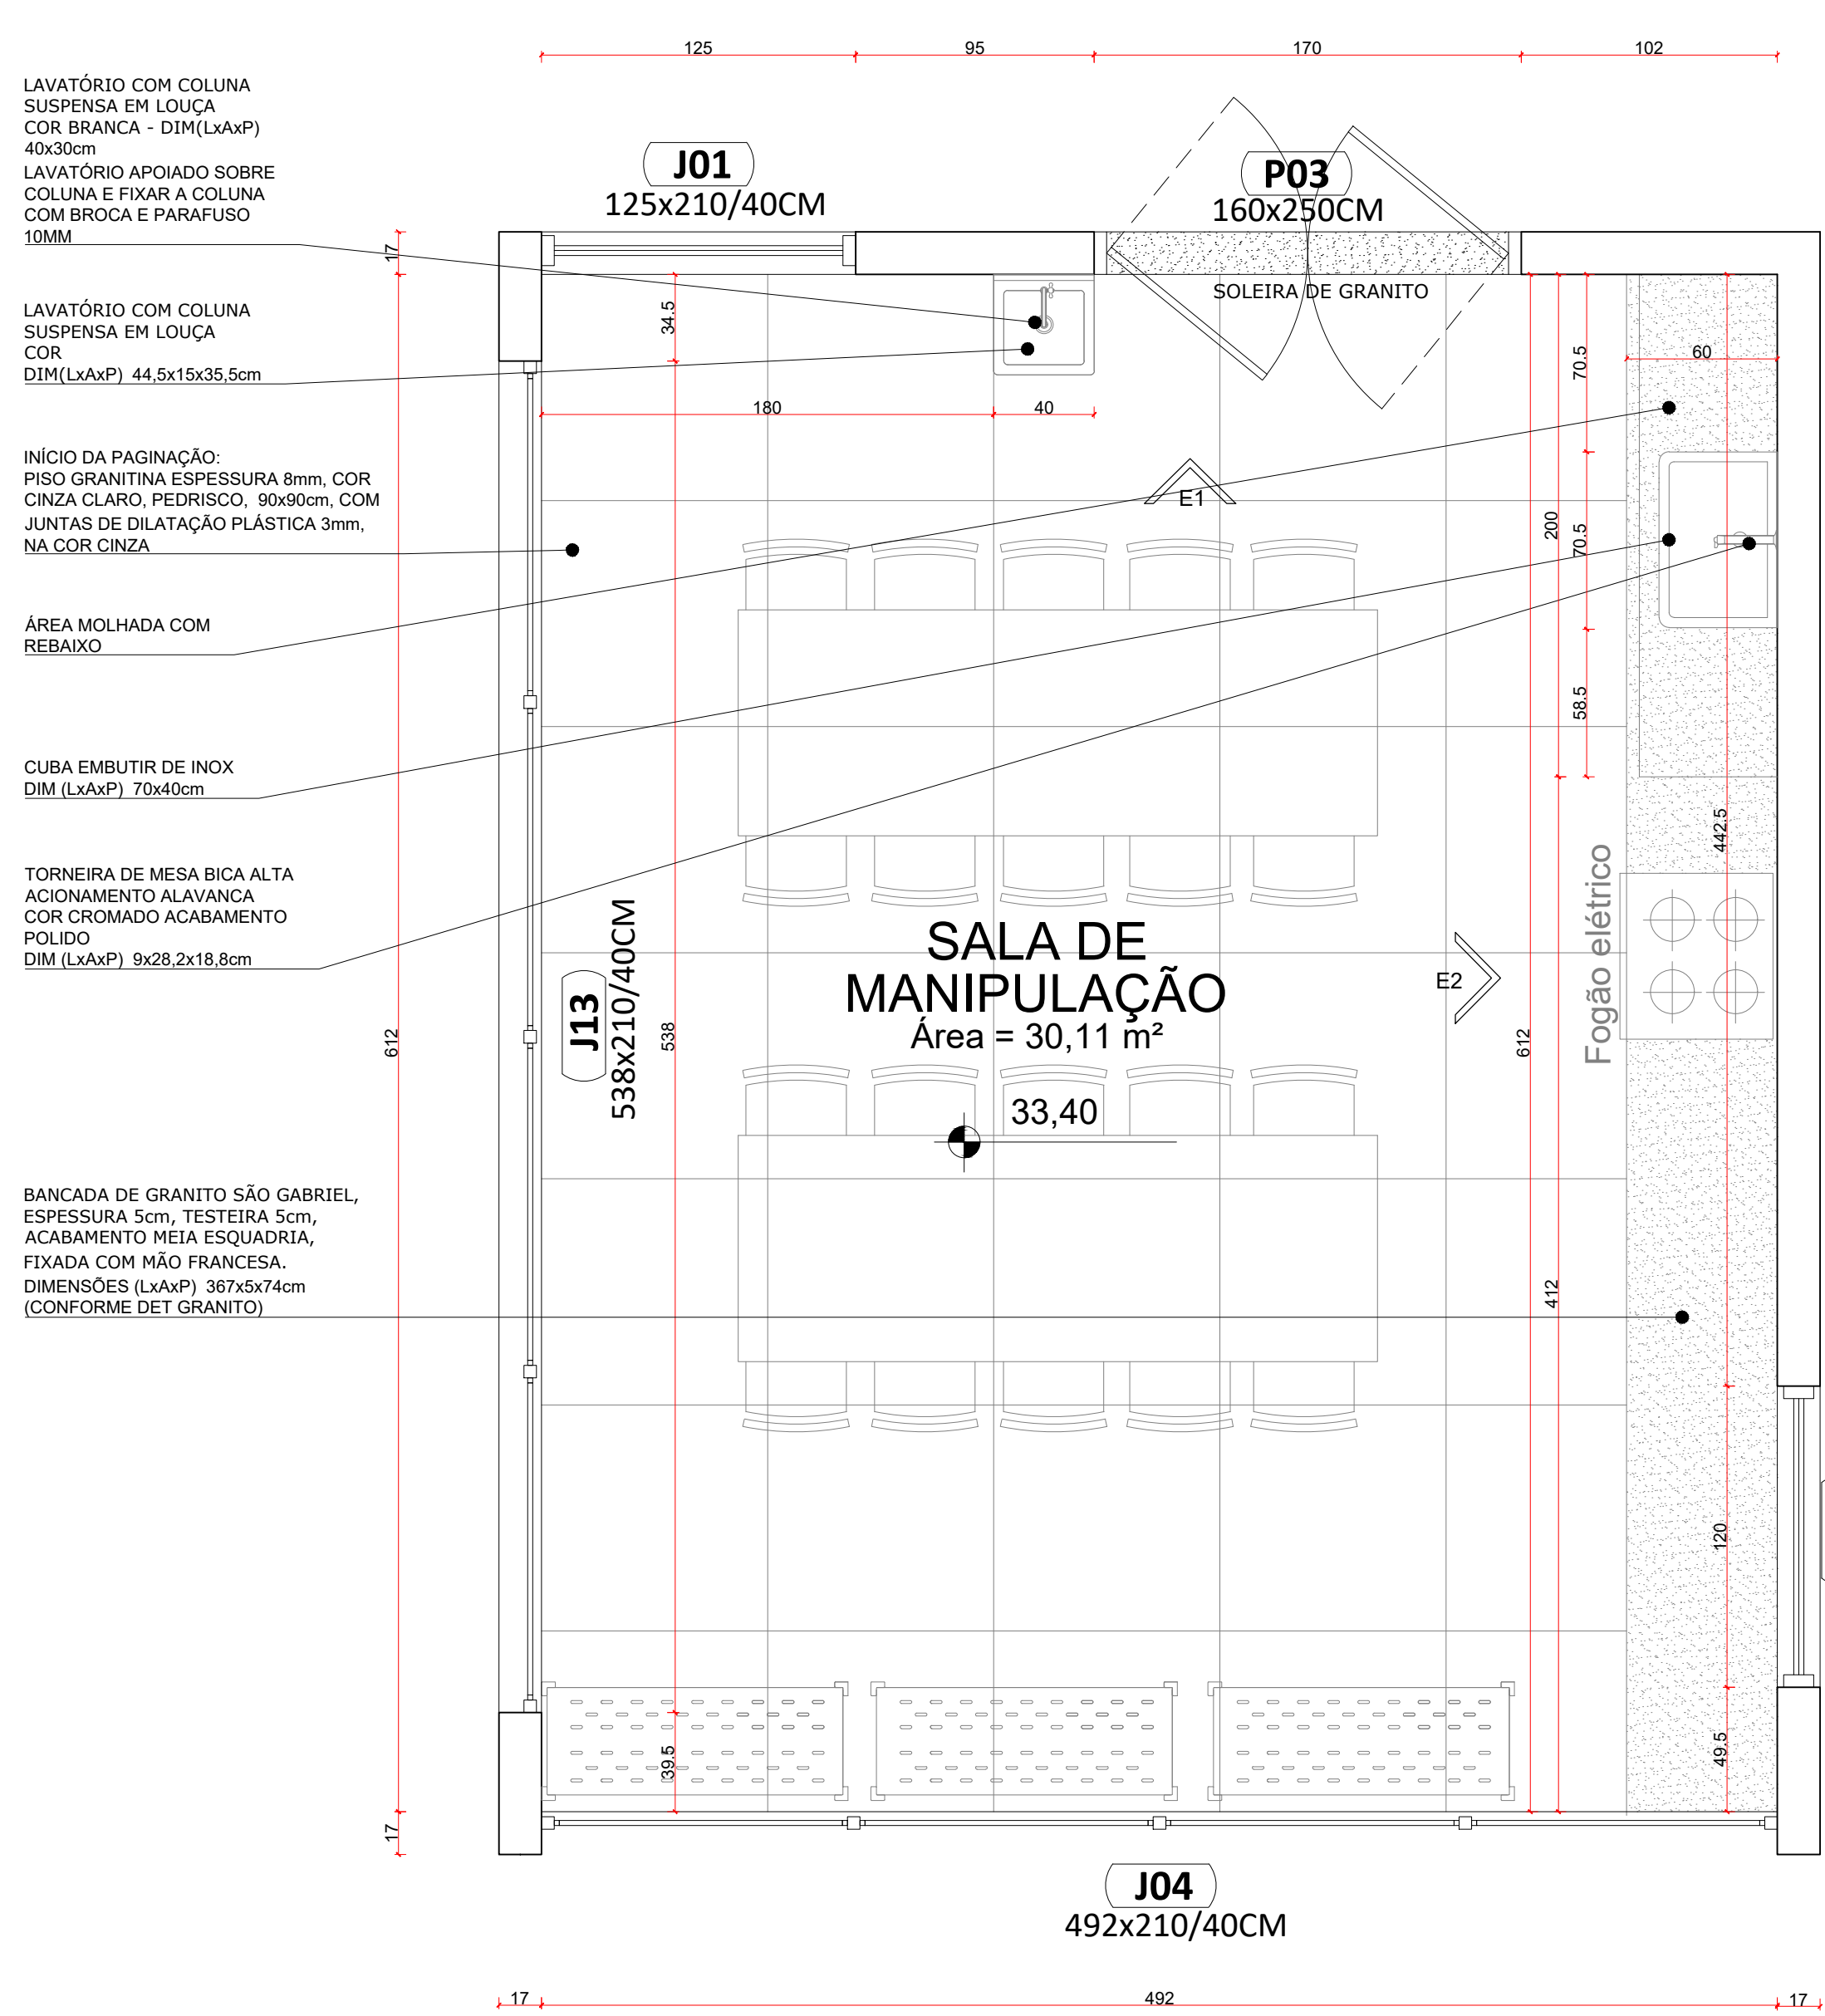 125
95
170
102
LAVATÓRIO COM COLUNA
SUSPENSA EM LOUÇA
COR BRANCA - DIM(LxAxP)
40x30cm
LAVATÓRIO APOIADO SOBRE
COLUNA E FIXAR A COLUNA
COM BROCA E PARAFUSO
10MM
J01
125x210/40CM
P03
160x250CM
SOLEIRA DE GRANITO
17
34.5
LAVATÓRIO COM COLUNA
SUSPENSA EM LOUÇA
COR
DIM(LxAxP) 44,5x15x35,5cm
180
40
60
70.5
INÍCIO DA PAGINAÇÃO:
PISO GRANITINA ESPESSURA 8mm, COR
CINZA CLARO, PEDRISCO, 90x90cm, COM
JUNTAS DE DILATAÇÃO PLÁSTICA 3mm,
NA COR CINZA
E1
200
70.5
ÁREA MOLHADA COM
REBAIXO
58.5
CUBA EMBUTIR DE INOX
DIM (LxAxP) 70x40cm
442.5
TORNEIRA DE MESA BICA ALTA
ACIONAMENTO ALAVANCA
COR CROMADO ACABAMENTO
POLIDO
DIM (LxAxP) 9x28,2x18,8cm
SALA DE
MANIPULAÇÃO
Área = 30,11 m²
E2
Fogão elétrico
J13
538x210/40CM
612
538
612
33,40
BANCADA DE GRANITO SÃO GABRIEL,
ESPESSURA 5cm, TESTEIRA 5cm,
ACABAMENTO MEIA ESQUADRIA,
FIXADA COM MÃO FRANCESA.
DIMENSÕES (LxAxP) 367x5x74cm
(CONFORME DET GRANITO)
412
120
39.5
49.5
17
J04
492x210/40CM
17
492
17